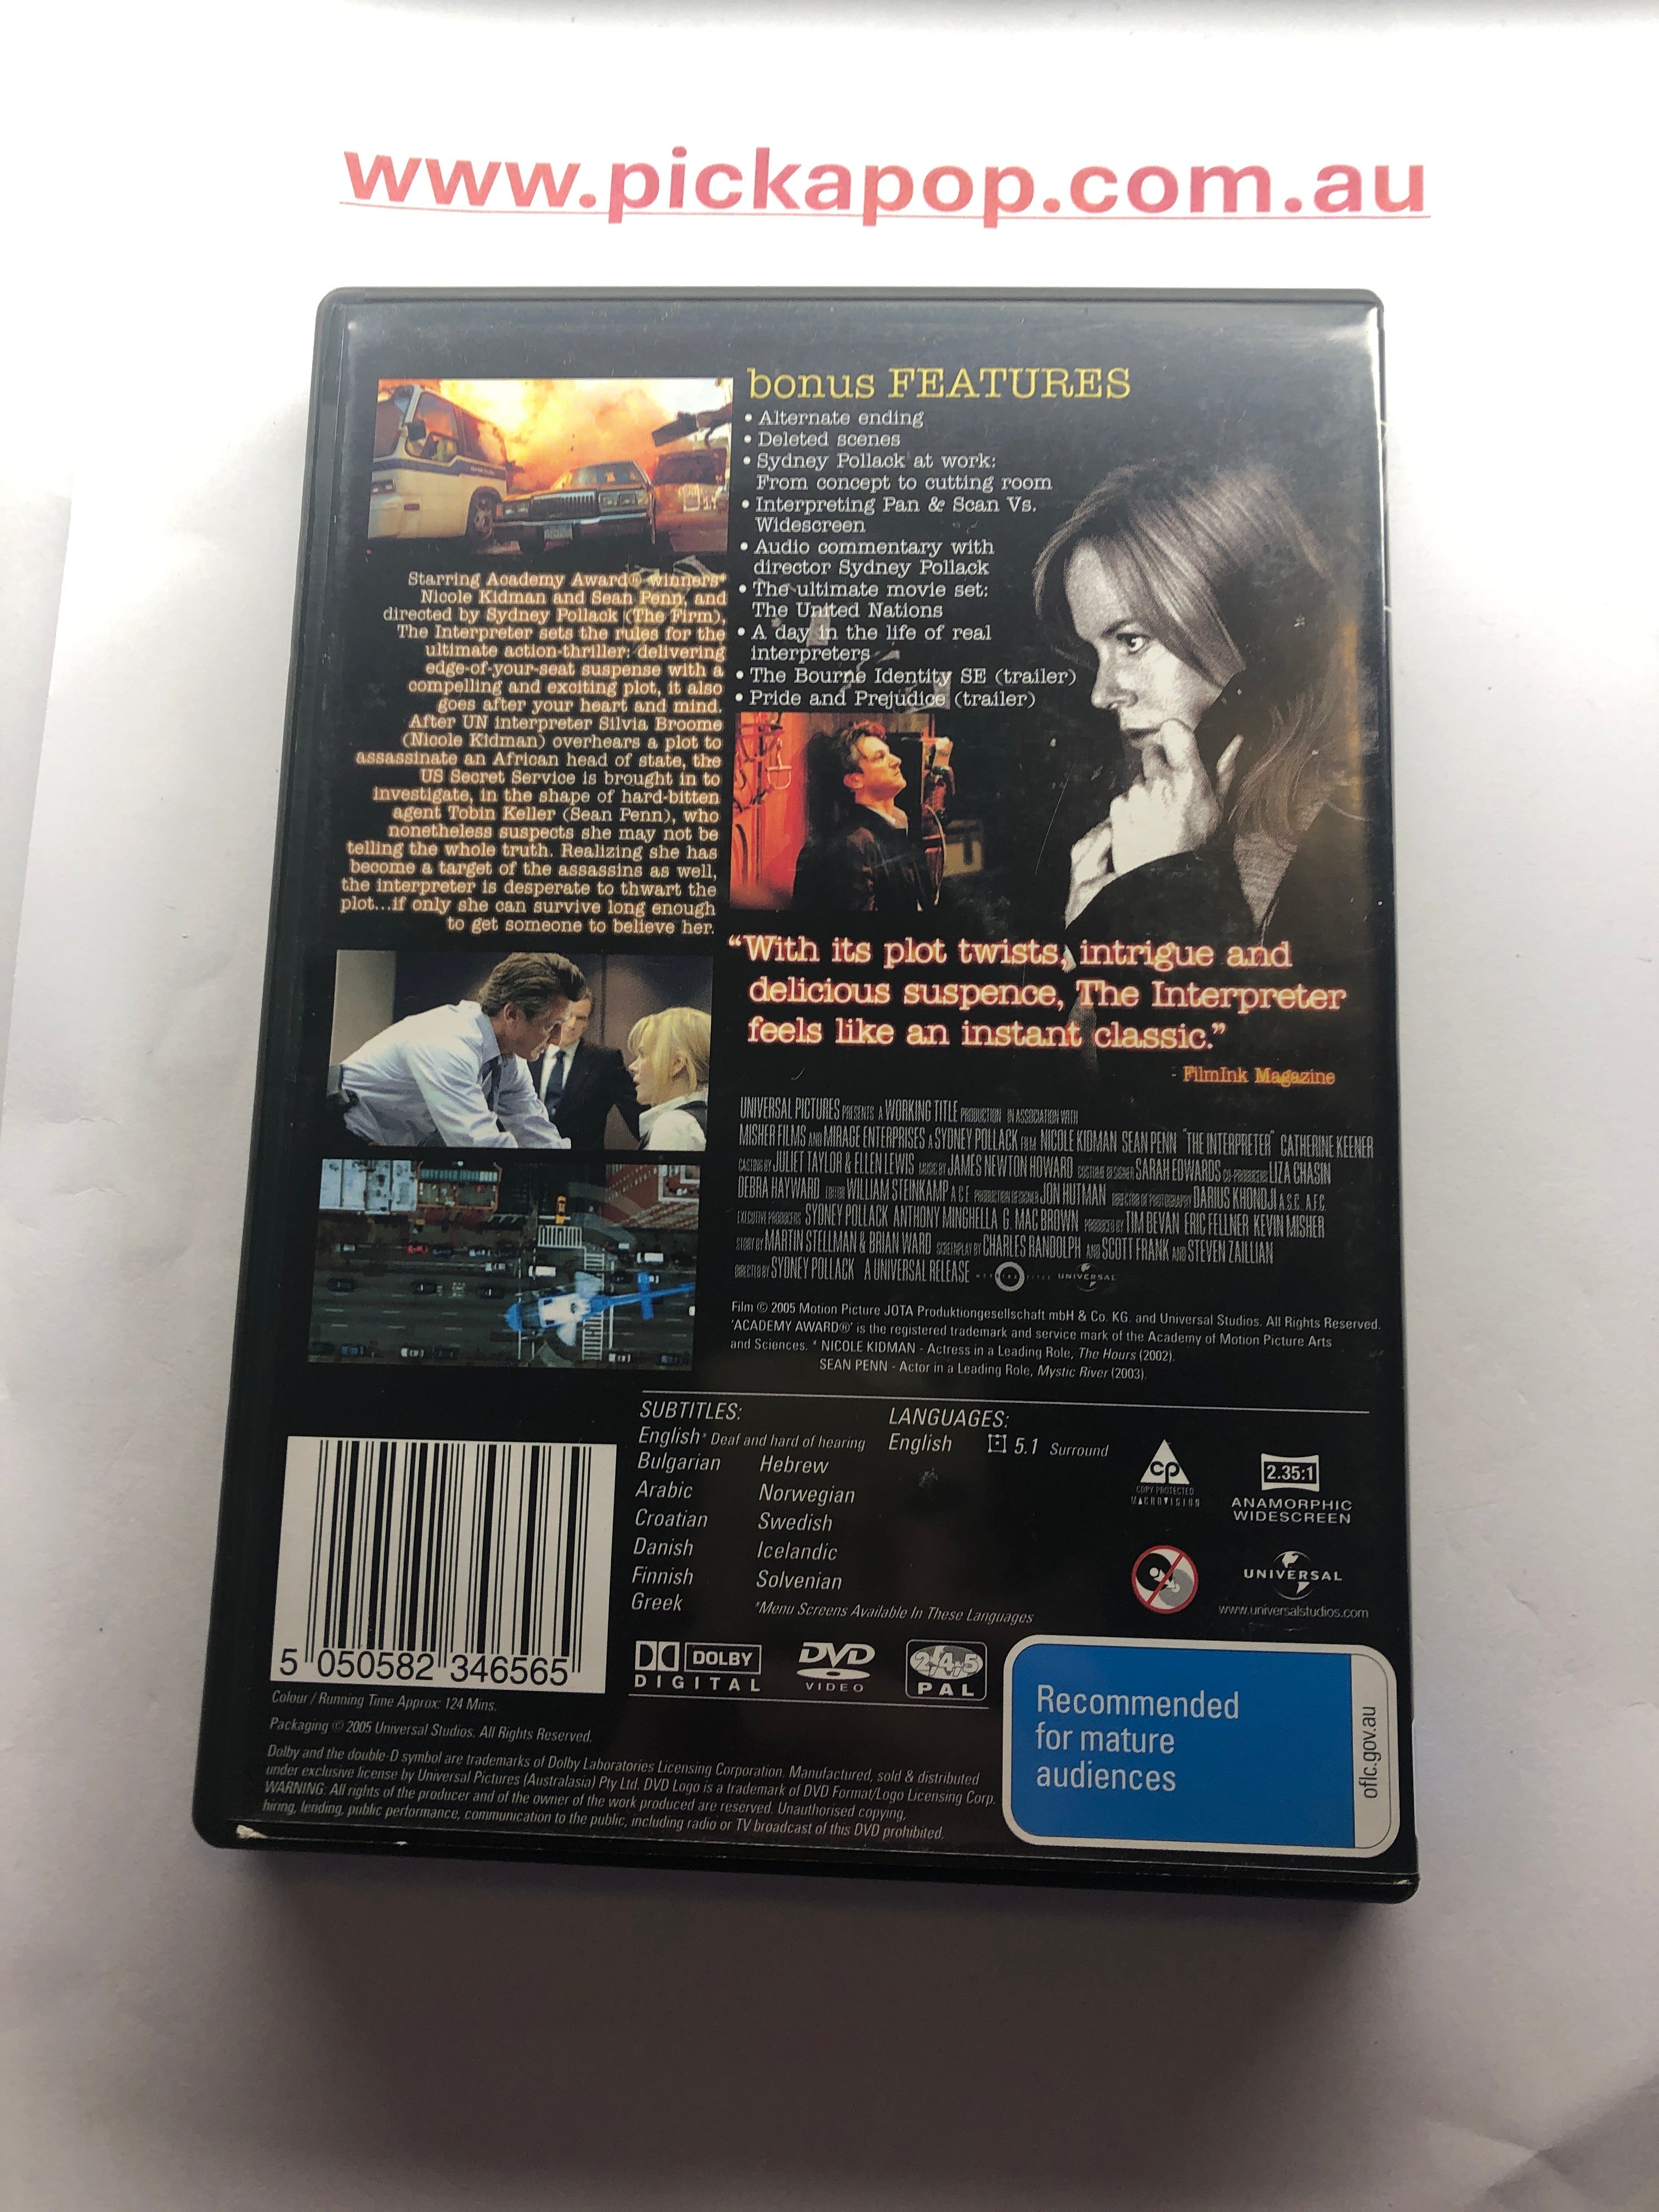 www.pickapop.com.au
bonus FEATURES
• Alternate ending
• Deleted scenes
• Sydney Pollack at work:
From concept to cutting room
• Interpreting Pan & Scan Vs.
Widescreen
• Audio commentary with
director Sydney Pollack
• The ultimate movie set:
The United Nations
• A day in the life of real
interpreters
• The Bourne Identity SE (trailer)
• Pride and Prejudice (trailer)
Starring Academy Award® winners*
Nicole Kidman and Sean Penn, and
directed by Sydney Pollack (The Firm),
The Interpreter sets the rules for the
ultimate action-thriller: delivering
edge-of-your-seat suspense with a
compelling and exciting plot, it also
goes after your heart and mind.
After UN interpreter Silvia Broome
(Nicole Kidman) overhears a plot to
assassinate an African head of state, the
US Secret Service is brought in to
investigate, in the shape of hard-bitten
agent Tobin Keller (Sean Penn), who
nonetheless suspects she may not be
telling the whole truth. Realizing she has
become a target of the assassins as well,
the interpreter is desperate to thwart the
plot...if only she can survive long enough
to get someone to believe her.
“With its plot twists, intrigue and
delicious suspence, The Interpreter
feels like an instant classic.”
- FilmInk Magazine
UNIVERSAL PICTURES PRESENTS A WORKING TITLE PRODUCTION IN ASSOCIATION WITH
MISHER FILMS AND MIRAGE ENTERPRISES A SYDNEY POLLACK FILM NICOLE KIDMAN SEAN PENN "THE INTERPRETER" CATHERINE KEENER
CASTING BY JULIET TAYLOR & ELLEN LEWIS MUSIC BY JAMES NEWTON HOWARD COSTUME DESIGNER SARAH EDWARDS CO-PRODUCERS LIZA CHASIN
DEBRA HAYWARD EDITOR WILLIAM STEINKAMP A.C.E. PRODUCTION DESIGNER JON HUTMAN DIRECTOR OF PHOTOGRAPHY DARIUS KHONDJI A.S.C. A.F.C.
EXECUTIVE PRODUCERS SYDNEY POLLACK ANTHONY MINGHELLA G. MAC BROWN PRODUCED BY TIM BEVAN ERIC FELLNER KEVIN MISHER
STORY BY MARTIN STELLMAN & BRIAN WARD SCREENPLAY BY CHARLES RANDOLPH AND SCOTT FRANK AND STEVEN ZAILLIAN
DIRECTED BY SYDNEY POLLACK A UNIVERSAL RELEASE UNIVERSAL
Film © 2005 Motion Picture JOTA Produktiongesellschaft mbH & Co. KG. and Universal Studios. All Rights Reserved.
'ACADEMY AWARD®' is the registered trademark and service mark of the Academy of Motion Picture Arts
and Sciences. * NICOLE KIDMAN - Actress in a Leading Role, The Hours (2002).
SEAN PENN - Actor in a Leading Role, Mystic River (2003).
SUBTITLES:
English* Deaf and hard of hearing
Bulgarian Hebrew
Arabic Norwegian
Croatian Swedish
Danish Icelandic
Finnish Solvenian
Greek
*Menu Screens Available In These Languages
LANGUAGES:
English 5.1 Surround
cp
COPY PROTECTED
MACROVISION
2.35:1
ANAMORPHIC
WIDESCREEN
UNIVERSAL
www.universalstudios.com
5 050582 346565
DOLBY
DIGITAL
DVD
VIDEO
2,4,5
PAL
Recommended
for mature
audiences
oflc.gov.au
Colour / Running Time Approx: 124 Mins.
Packaging © 2005 Universal Studios. All Rights Reserved.
Dolby and the double-D symbol are trademarks of Dolby Laboratories Licensing Corporation. Manufactured, sold & distributed
under exclusive license by Universal Pictures (Australasia) Pty Ltd. DVD Logo is a trademark of DVD Format/Logo Licensing Corp.
WARNING: All rights of the producer and of the owner of the work produced are reserved. Unauthorised copying,
hiring, lending, public performance, communication to the public, including radio or TV broadcast of this DVD prohibited.